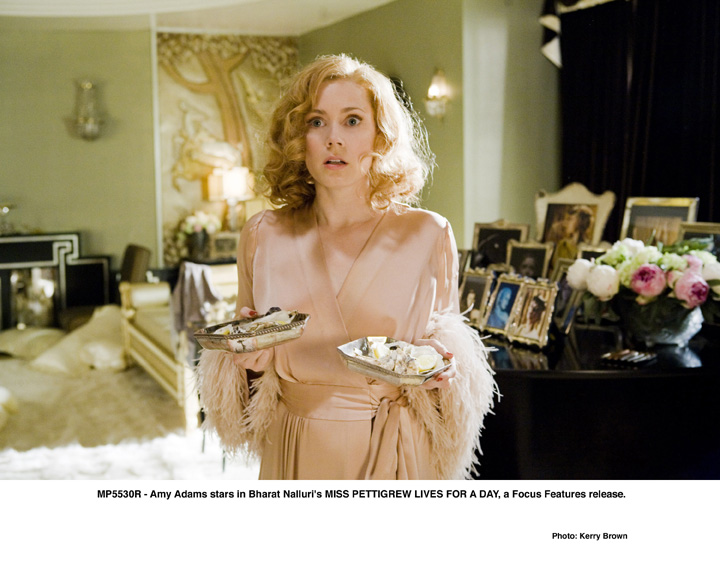 MP5530R - Amy Adams stars in Bharat Nalluri's MISS PETTIGREW LIVES FOR A DAY, a Focus Features release.
Photo: Kerry Brown